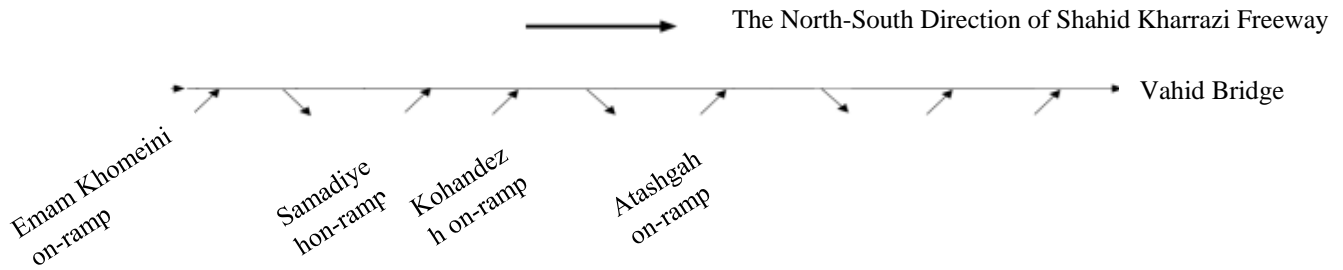 The North-South Direction of Shahid Kharrazi Freeway
Vahid Bridge
Emam Khomeini
on-ramp
Samadiye
hon-ramp
Kohandez
h on-ramp
Atashgah
on-ramp